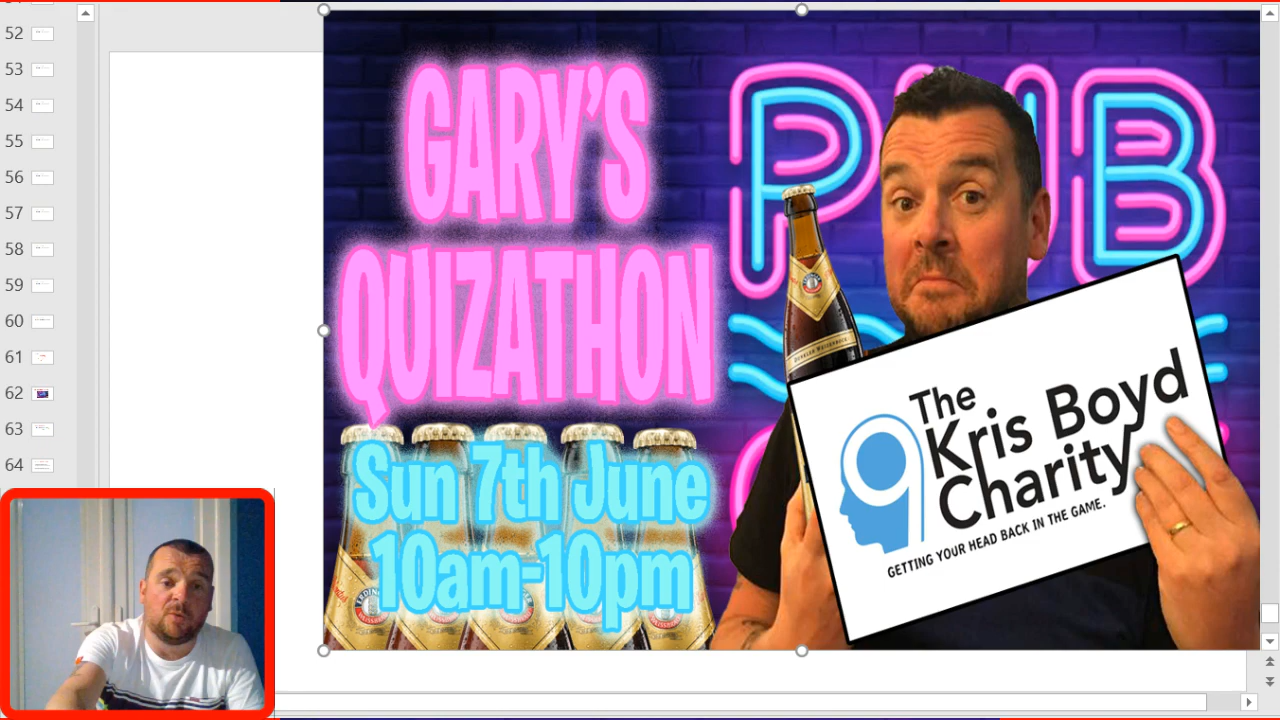 52
53
54
55
56
57
58
59
60
61
62
63
64
GARY'S
QUIZATHON
Sun 7th June
10am-10pm
PUB
The
Kris Boyd
Charity
GETTING YOUR HEAD BACK IN THE GAME.